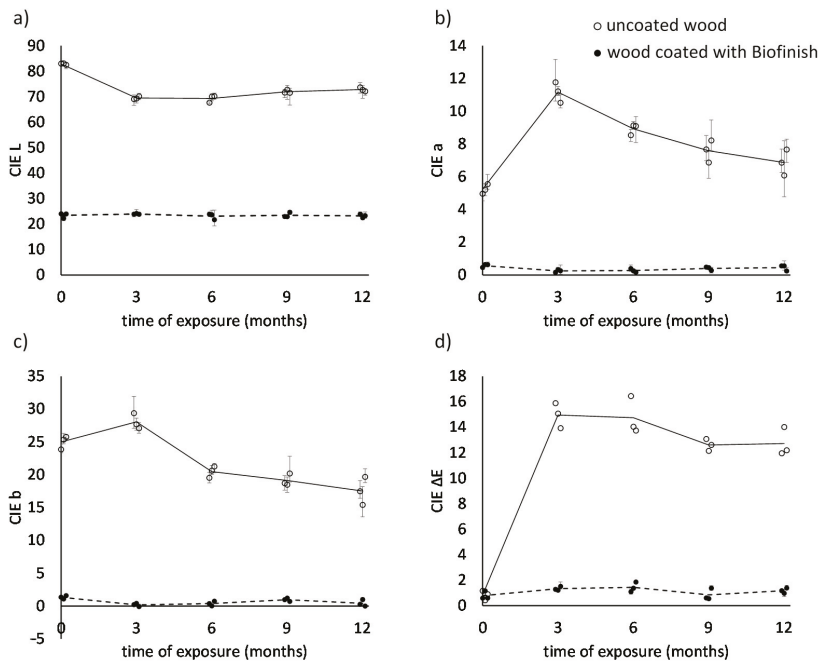 a)
90
80
70
60
50
40
30
20
10
0
CIE L
0 3 6 9 12
time of exposure (months)
b)
uncoated wood
wood coated with Biofinish
14
12
10
8
6
4
2
0
CIE a
0 3 6 9 12
time of exposure (months)
c)
35
30
25
20
15
10
5
0
−5
CIE b
0 3 6 9 12
time of exposure (months)
d)
18
16
14
12
10
8
6
4
2
0
CIE ΔE
0 3 6 9 12
time of exposure (months)